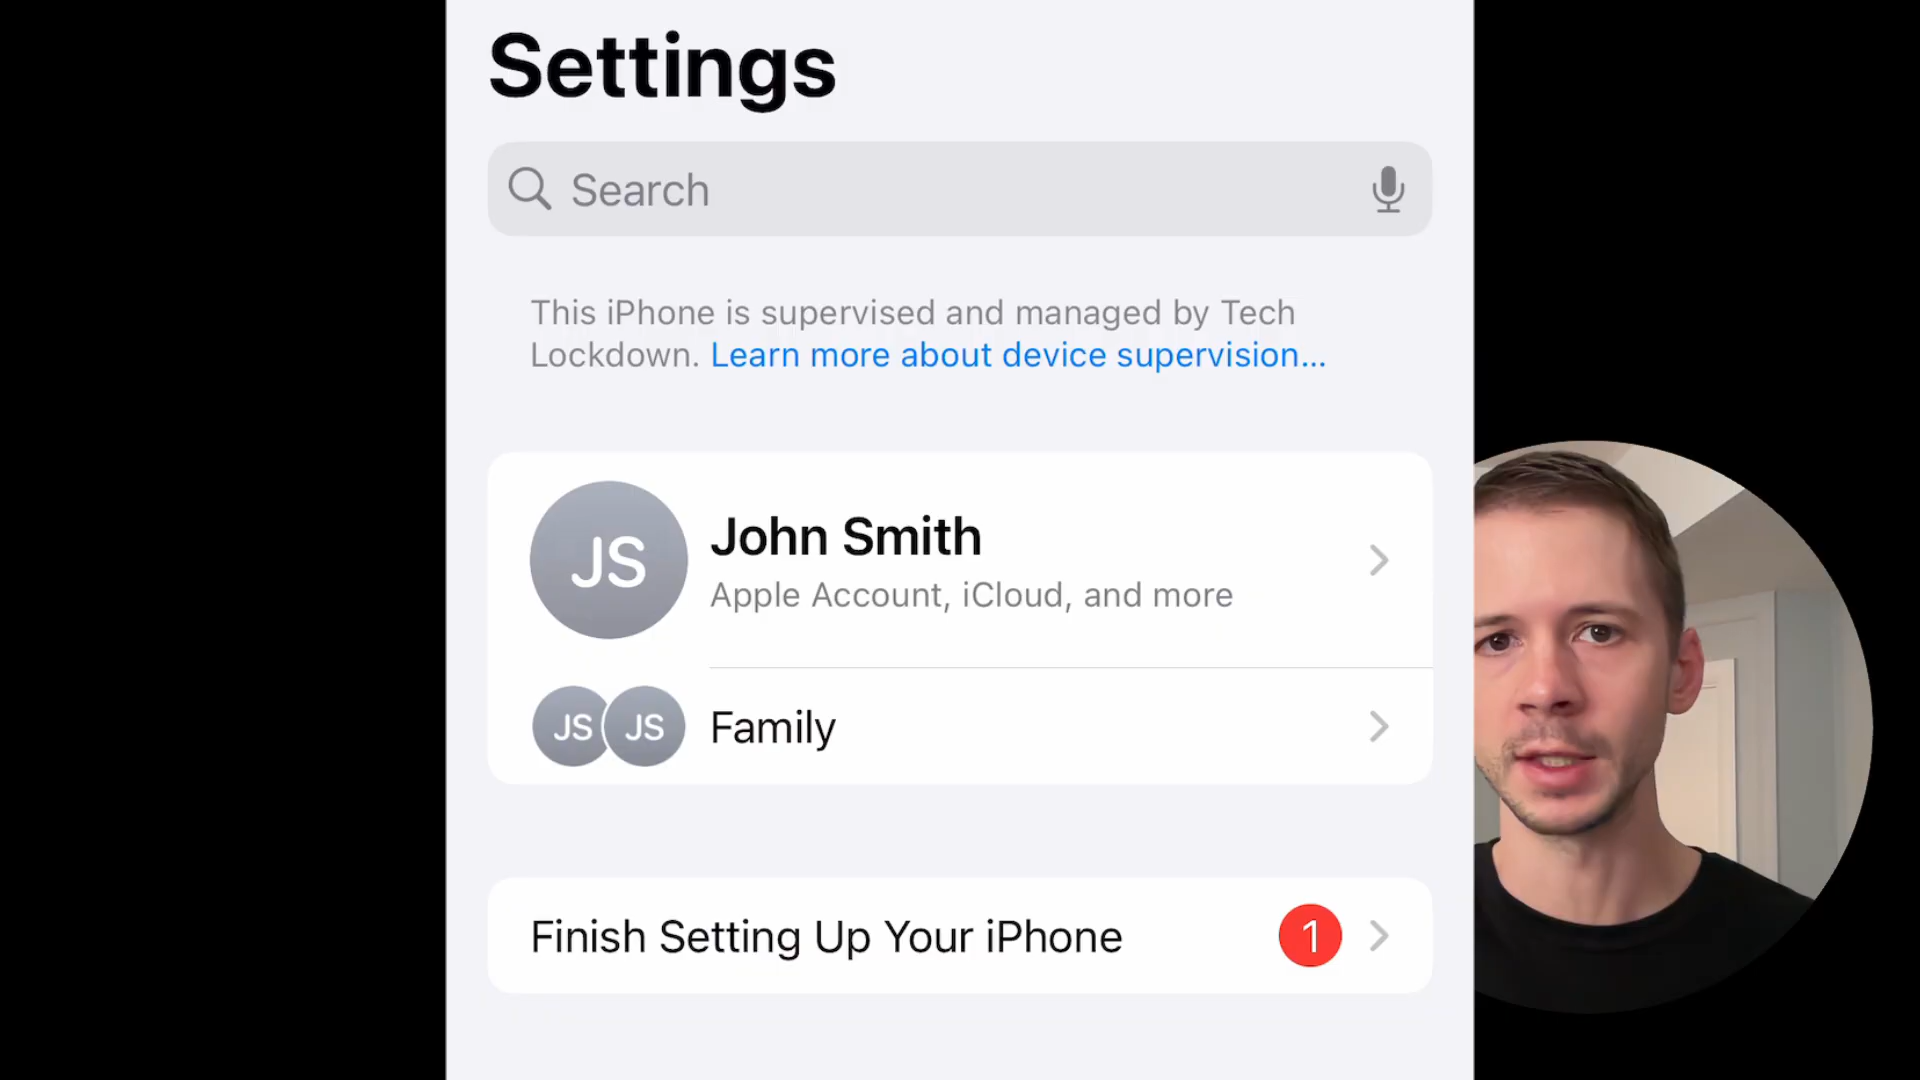 Settings
Search
This iPhone is supervised and managed by Tech
Lockdown. Learn more about device supervision...
JS
John Smith
Apple Account, iCloud, and more
JS JS
Family
Finish Setting Up Your iPhone
1